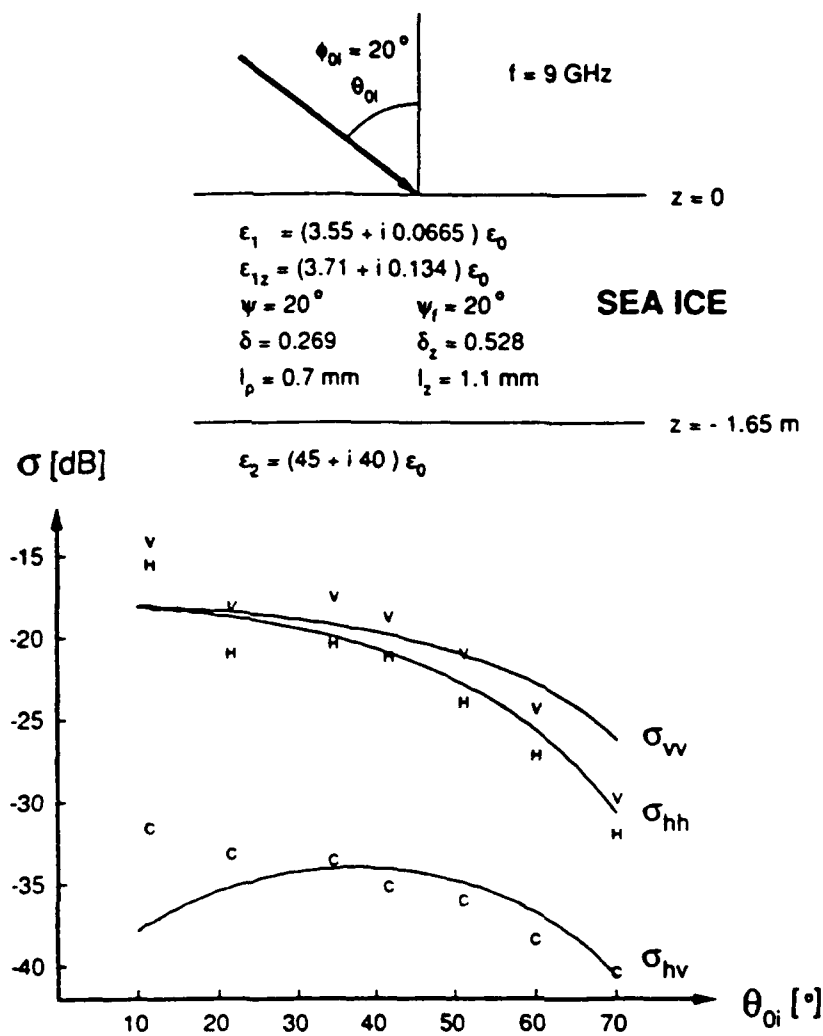 ϕ₀ᵢ = 20°
θ₀ᵢ
f = 9 GHz
z = 0
ε₁ = (3.55 + i 0.0665) ε₀
ε₁z = (3.71 + i 0.134) ε₀
ψ = 20° ψf = 20°
SEA ICE
δ = 0.269 δz = 0.528
lρ = 0.7 mm lz = 1.1 mm
z = - 1.65 m
σ [dB]
ε₂ = (45 + i 40) ε₀
V
-15
H
V V V
-20
H H H V
H V
-25
H
σvv
V
-30
C H
σhh
C C
-35
C C
C
σhv
-40
C
10 20 30 40 50 60 70
θ₀ᵢ [°]